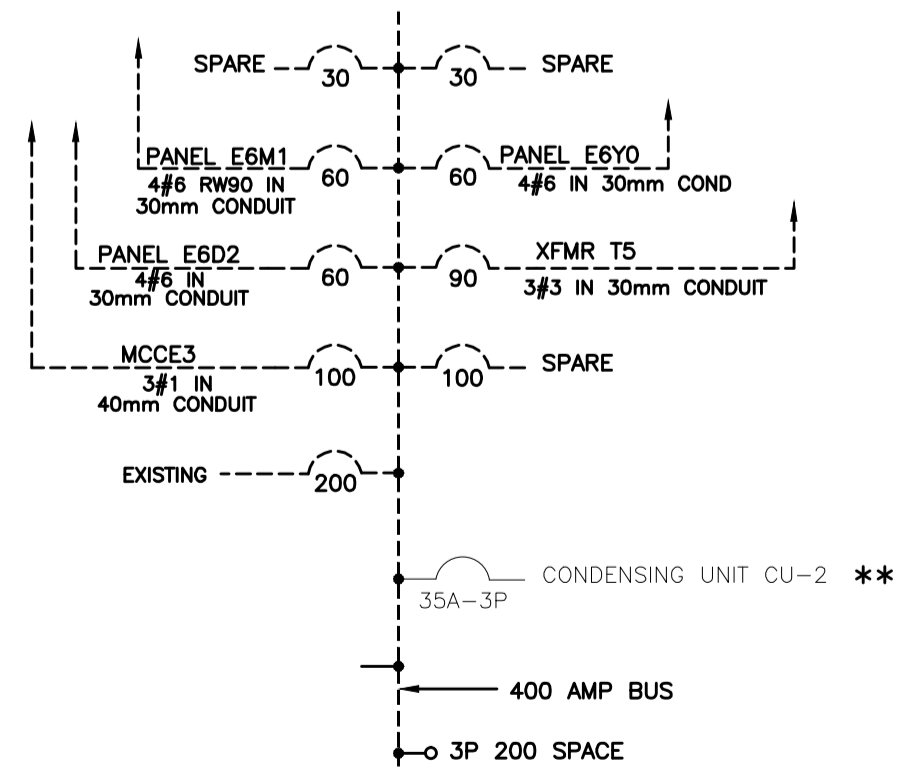 SPARE 30 30 SPARE
PANEL E6M1 60 60 PANEL E6Y0
4#6 RW90 IN
30mm CONDUIT
4#6 IN 30mm COND
PANEL E6D2 60 90 XFMR T5
4#6 IN
30mm CONDUIT
3#3 IN 30mm CONDUIT
MCCE3 100 100 SPARE
3#1 IN
40mm CONDUIT
EXISTING 200
35A-3P CONDENSING UNIT CU-2 **
400 AMP BUS
3P 200 SPACE